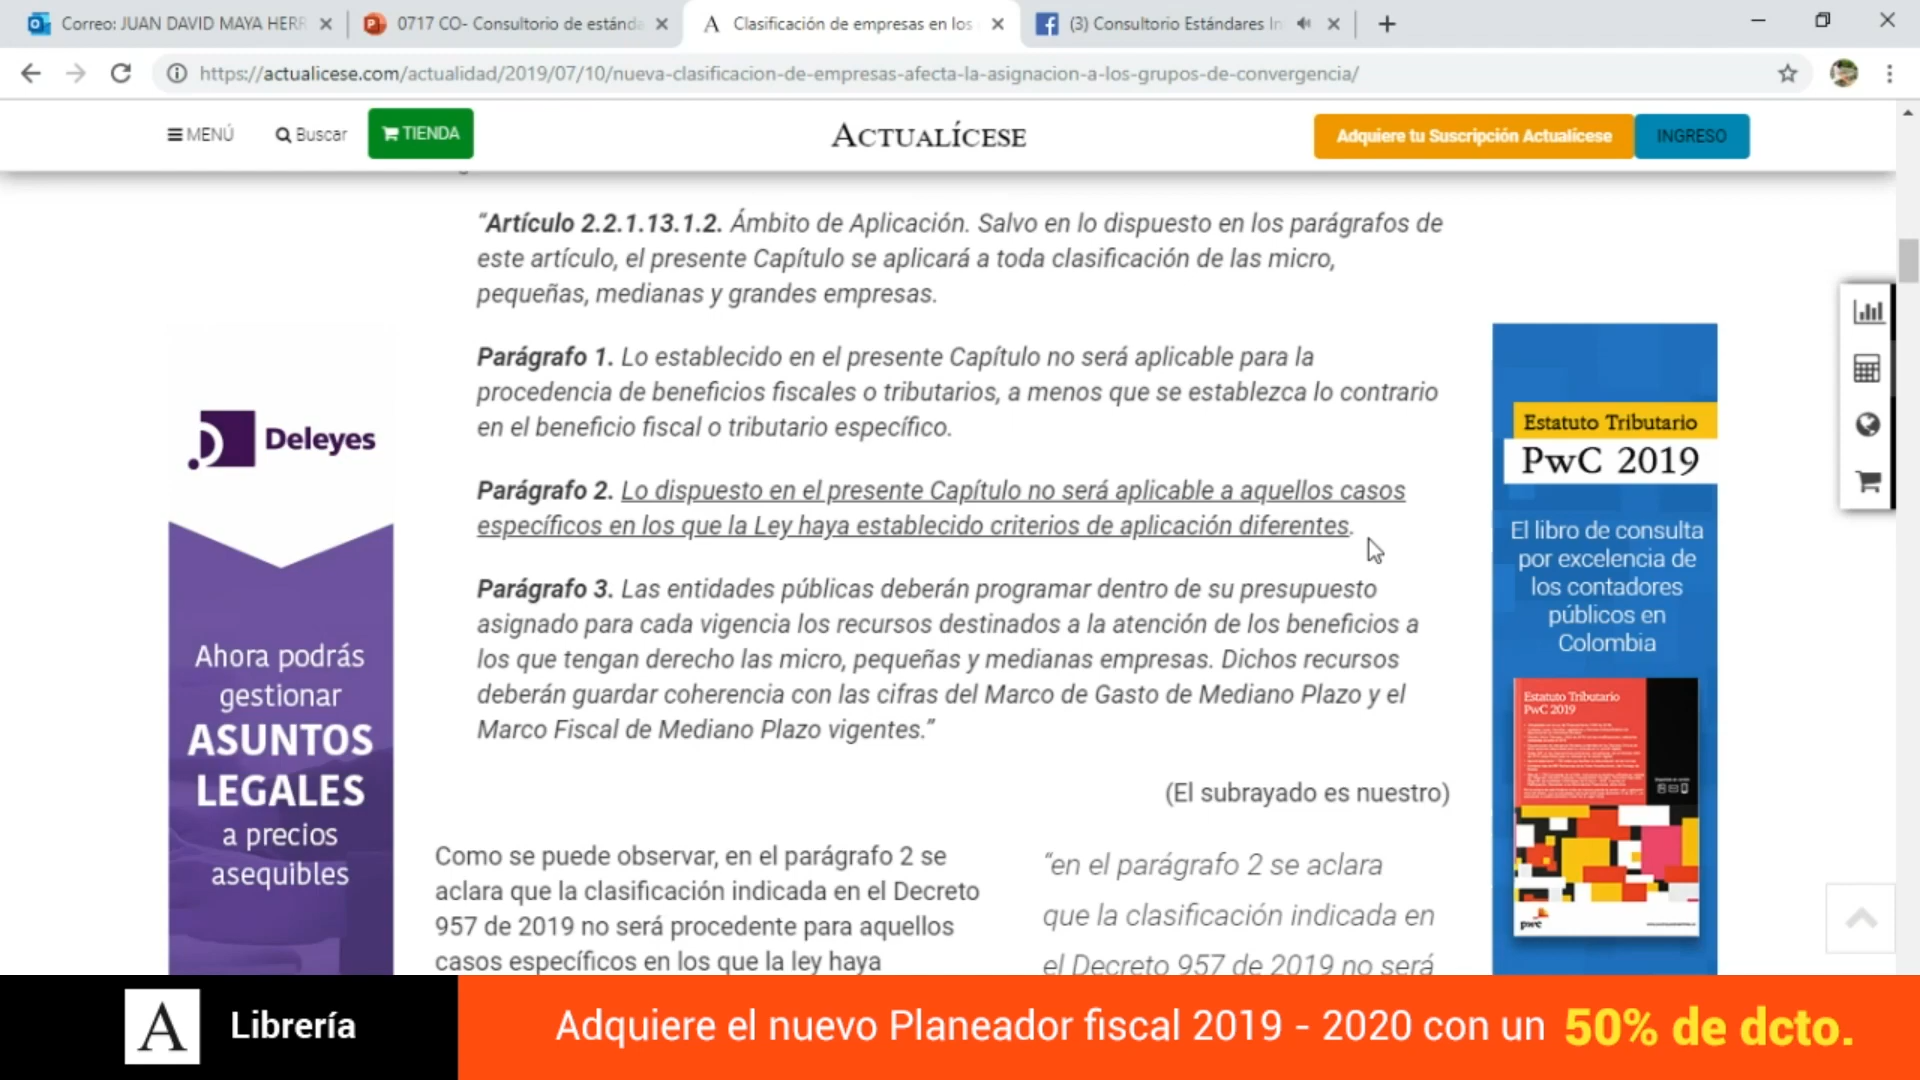 Correo: JUAN DAVID MAYA HERR
0717 CO- Consultorio de estánda
A Clasificación de empresas en los
(3) Consultorio Estándares In
https://actualicese.com/actualidad/2019/07/10/nueva-clasificacion-de-empresas-afecta-la-asignacion-a-los-grupos-de-convergencia/
MENÚ
Buscar
TIENDA
ACTUALÍCESE
Adquiere tu Suscripción Actualícese
INGRESO
“Artículo 2.2.1.13.1.2. Ámbito de Aplicación. Salvo en lo dispuesto en los parágrafos de
este artículo, el presente Capítulo se aplicará a toda clasificación de las micro,
pequeñas, medianas y grandes empresas.
Parágrafo 1. Lo establecido en el presente Capítulo no será aplicable para la
procedencia de beneficios fiscales o tributarios, a menos que se establezca lo contrario
en el beneficio fiscal o tributario específico.
Parágrafo 2. Lo dispuesto en el presente Capítulo no será aplicable a aquellos casos
específicos en los que la Ley haya establecido criterios de aplicación diferentes.
Parágrafo 3. Las entidades públicas deberán programar dentro de su presupuesto
asignado para cada vigencia los recursos destinados a la atención de los beneficios a
los que tengan derecho las micro, pequeñas y medianas empresas. Dichos recursos
deberán guardar coherencia con las cifras del Marco de Gasto de Mediano Plazo y el
Marco Fiscal de Mediano Plazo vigentes.”
(El subrayado es nuestro)
Como se puede observar, en el parágrafo 2 se
aclara que la clasificación indicada en el Decreto
957 de 2019 no será procedente para aquellos
casos específicos en los que la ley haya
“en el parágrafo 2 se aclara
que la clasificación indicada en
el Decreto 957 de 2019 no será
Deleyes
Ahora podrás
gestionar
ASUNTOS
LEGALES
a precios
asequibles
Estatuto Tributario
PwC 2019
El libro de consulta
por excelencia de
los contadores
públicos en
Colombia
Estatuto Tributario
PwC 2019
pwc
A Librería
Adquiere el nuevo Planeador fiscal 2019 - 2020 con un 50% de dcto.